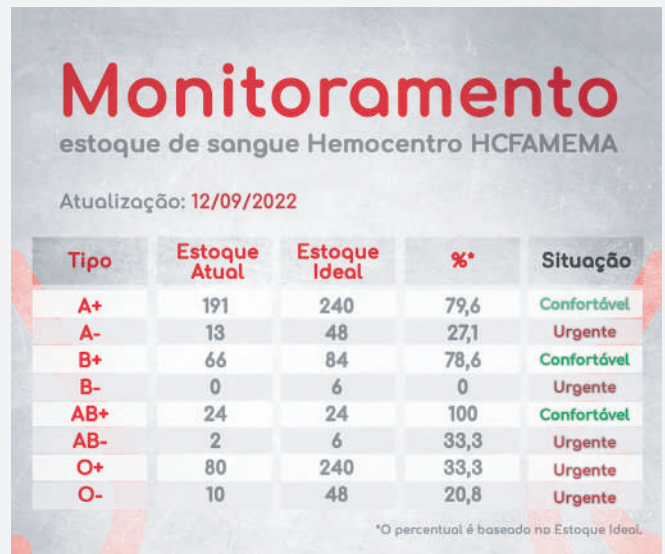 Monitoramento
estoque de sangue Hemocentro HCFAMEMA
Atualização: 12/09/2022
Tipo Estoque Atual Estoque Ideal %* Situação
A+ 191 240 79,6 Confortável
A- 13 48 27,1 Urgente
B+ 66 84 78,6 Confortável
B- 0 6 0 Urgente
AB+ 24 24 100 Confortável
AB- 2 6 33,3 Urgente
O+ 80 240 33,3 Urgente
O- 10 48 20,8 Urgente
*O percentual é baseado no Estoque Ideal.